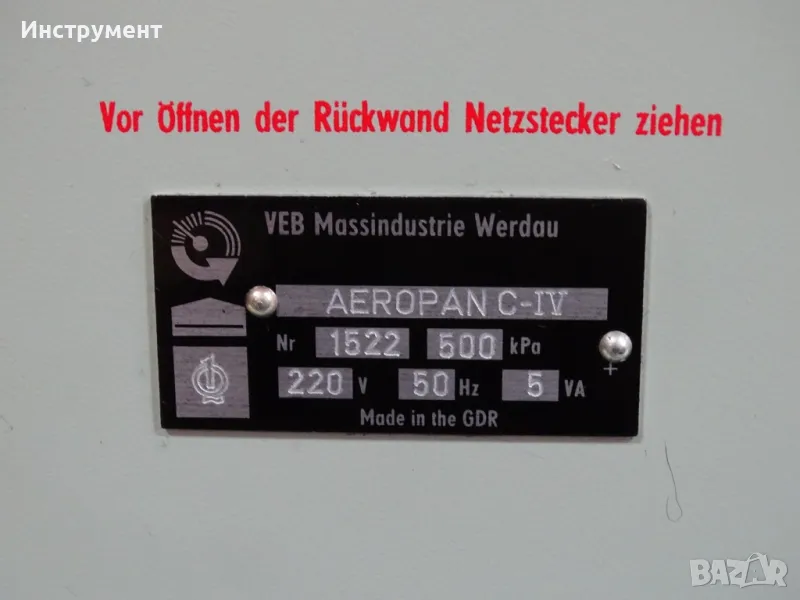 Инструмент
Vor Öffnen der Rückwand Netzstecker ziehen
VEB Massindustrie Werdau
AEROPAN C-IV
Nr 1522 500 kPa
220 V 50 Hz 5 VA
Made in the GDR
BAZAR